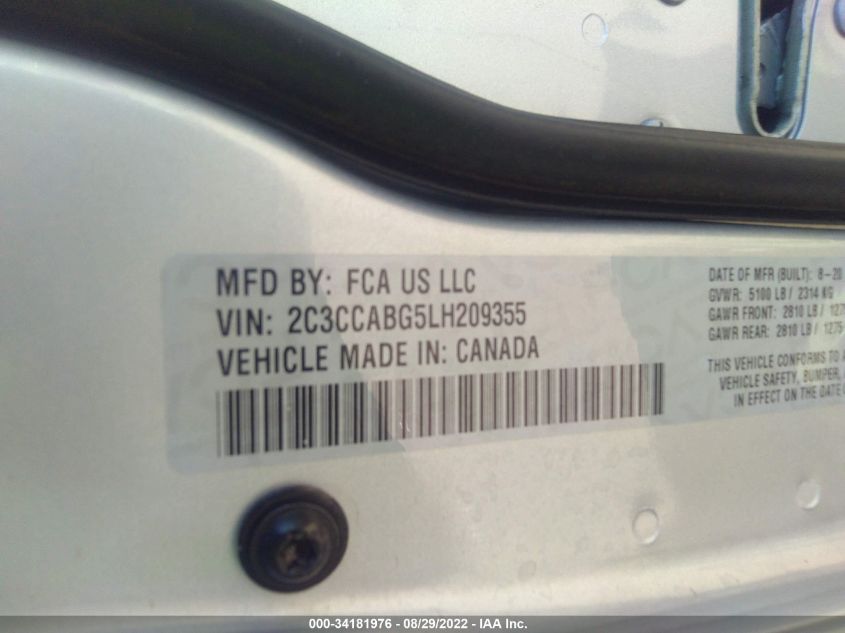 MFD BY: FCA US LLC
VIN: 2C3CCABG5LH209355
VEHICLE MADE IN: CANADA
DATE OF MFR (BUILT): 8-20
GVWR: 5100 LB / 2314 KG
GAWR FRONT: 2810 LB / 127
GAWR REAR: 2810 LB / 1275
THIS VEHICLE CONFORMS TO A
VEHICLE SAFETY, BUMPER,
IN EFFECT ON THE DATE
000-34181976 - 08/29/2022 - IAA Inc.